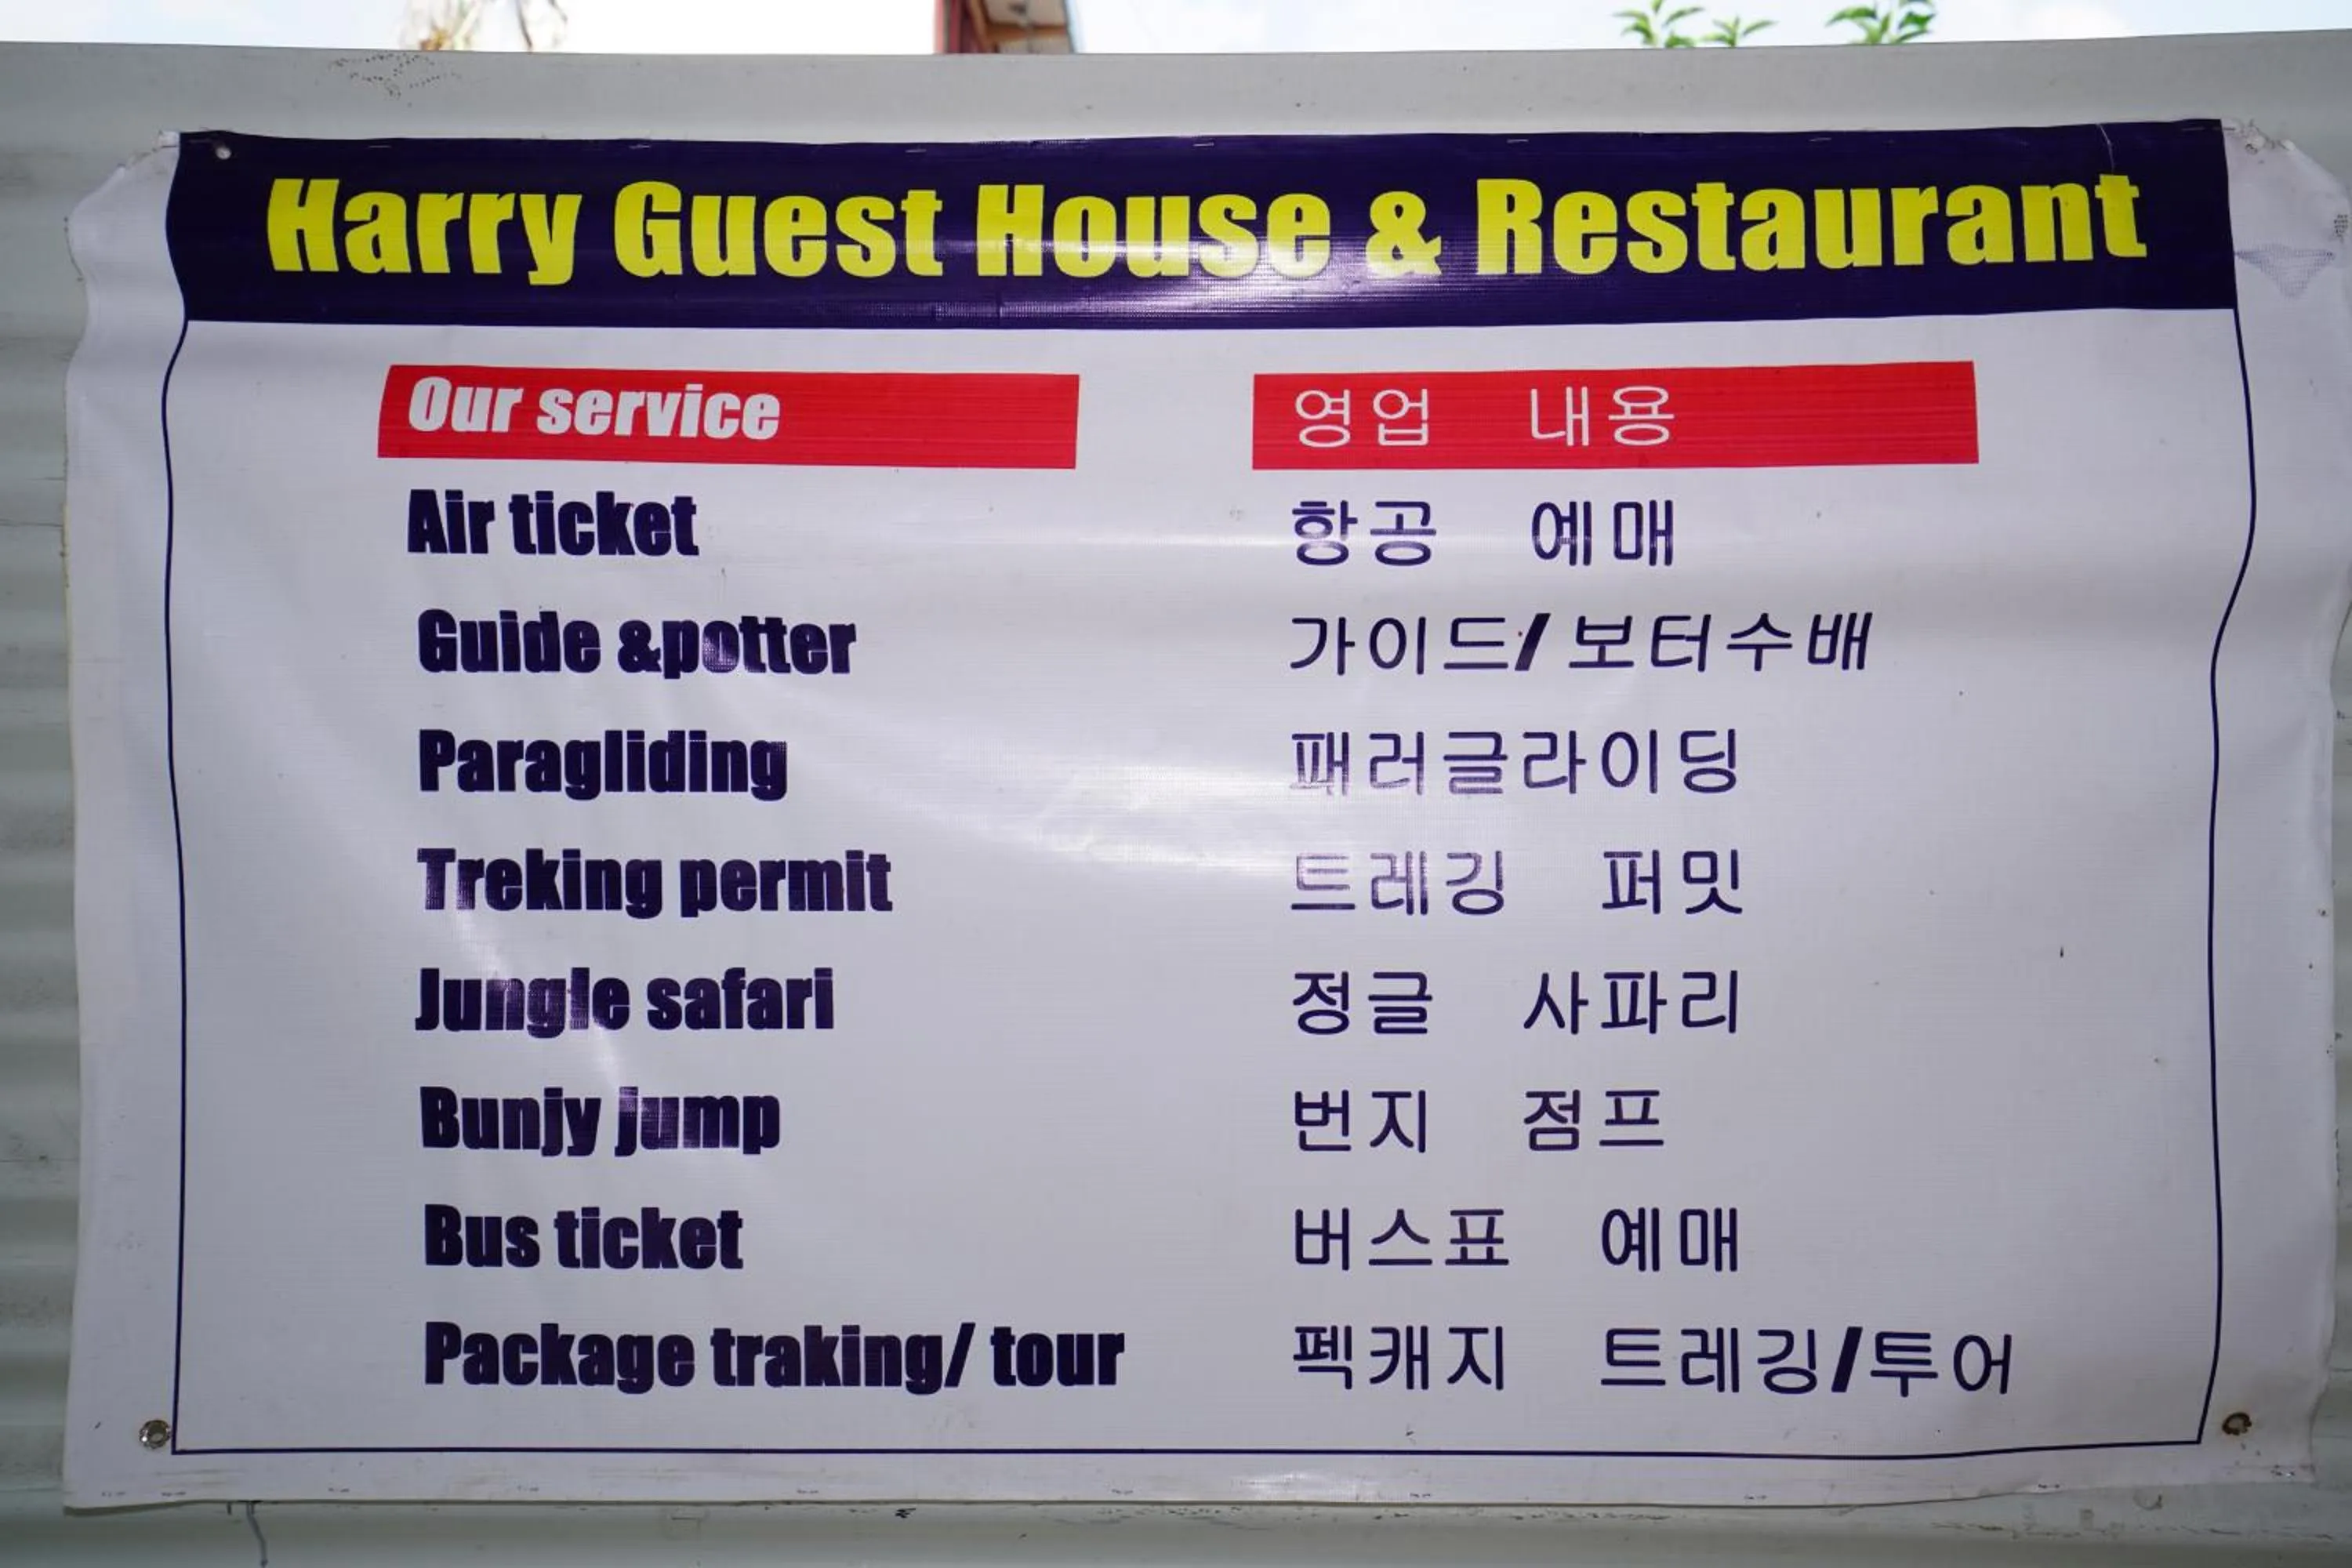 Harry Guest House & Restaurant
Our service 영업 내용
Air ticket 항공 예매
Guide &potter 가이드/ 보터수배
Paragliding 패러글라이딩
Treking permit 트레깅 퍼밋
Jungle safari 정글 사파리
Bunjy jump 번지 점프
Bus ticket 버스표 예매
Package traking/ tour 펙캐지 트레깅/투어